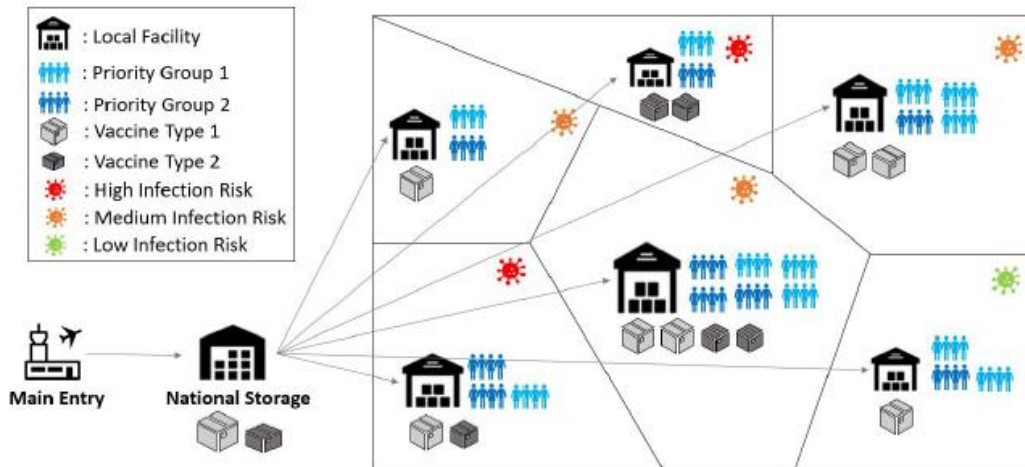 : Local Facility
: Priority Group 1
: Priority Group 2
: Vaccine Type 1
: Vaccine Type 2
: High Infection Risk
: Medium Infection Risk
: Low Infection Risk
Main Entry
National Storage